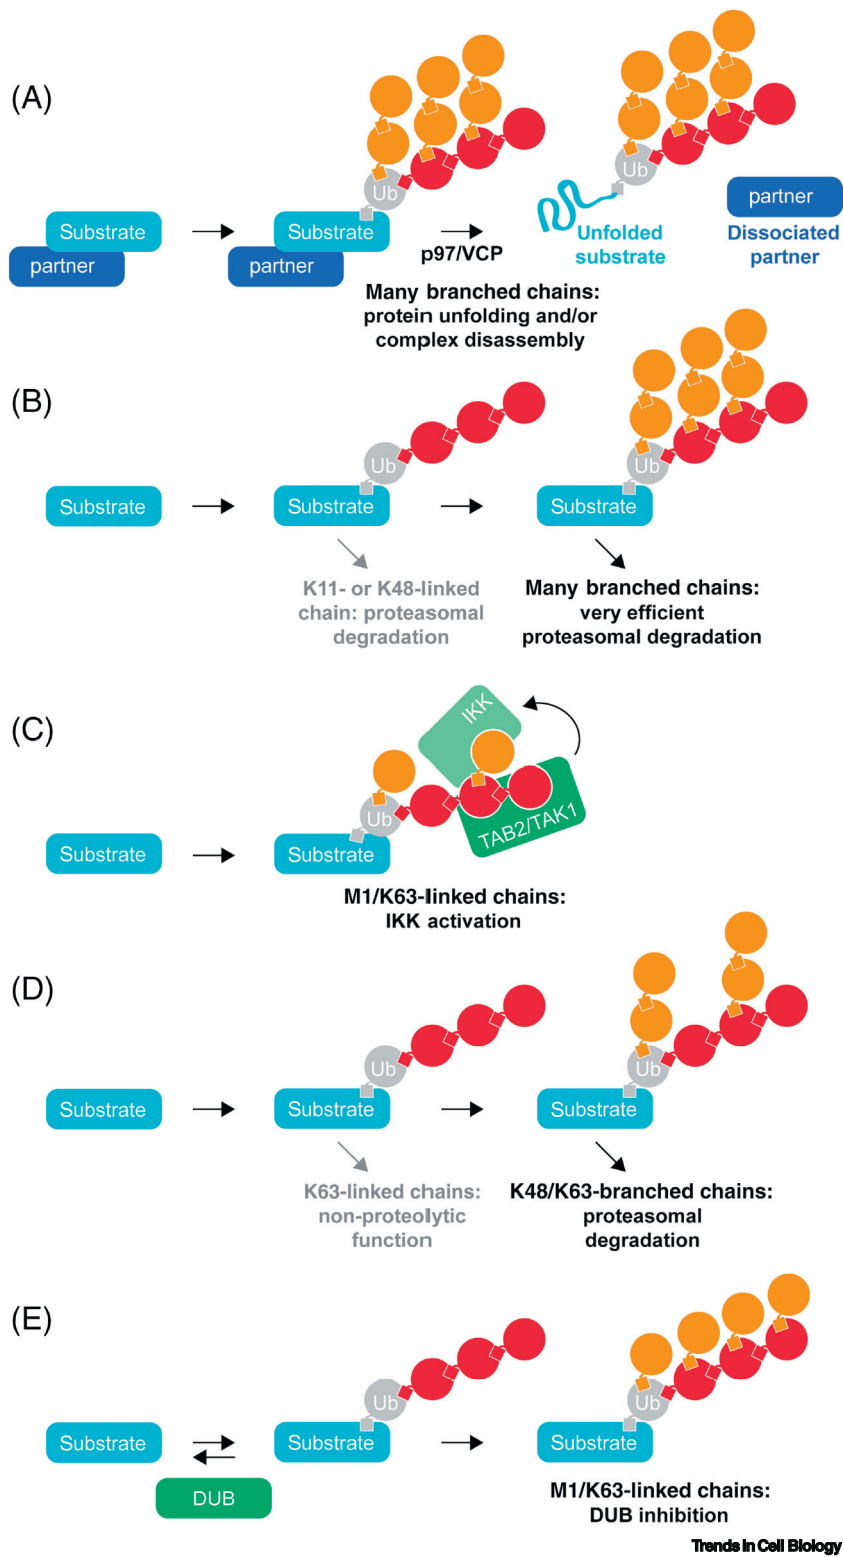 (A)
Ub
Ub
partner
Substrate
Substrate
partner
partner
p97/VCP
Unfolded
substrate
Dissociated
partner
Many branched chains:
protein unfolding and/or
complex disassembly
(B)
Ub
Ub
Substrate
Substrate
Substrate
K11- or K48-linked
chain: proteasomal
degradation
Many branched chains:
very efficient
proteasomal degradation
(C)
IKK
Ub
TAB2/TAK1
Substrate
Substrate
M1/K63-linked chains:
IKK activation
(D)
Ub
Ub
Substrate
Substrate
Substrate
K63-linked chains:
non-proteolytic
function
K48/K63-branched chains:
proteasomal
degradation
(E)
Ub
Ub
Substrate
Substrate
Substrate
DUB
M1/K63-linked chains:
DUB inhibition
Trends in Cell Biology